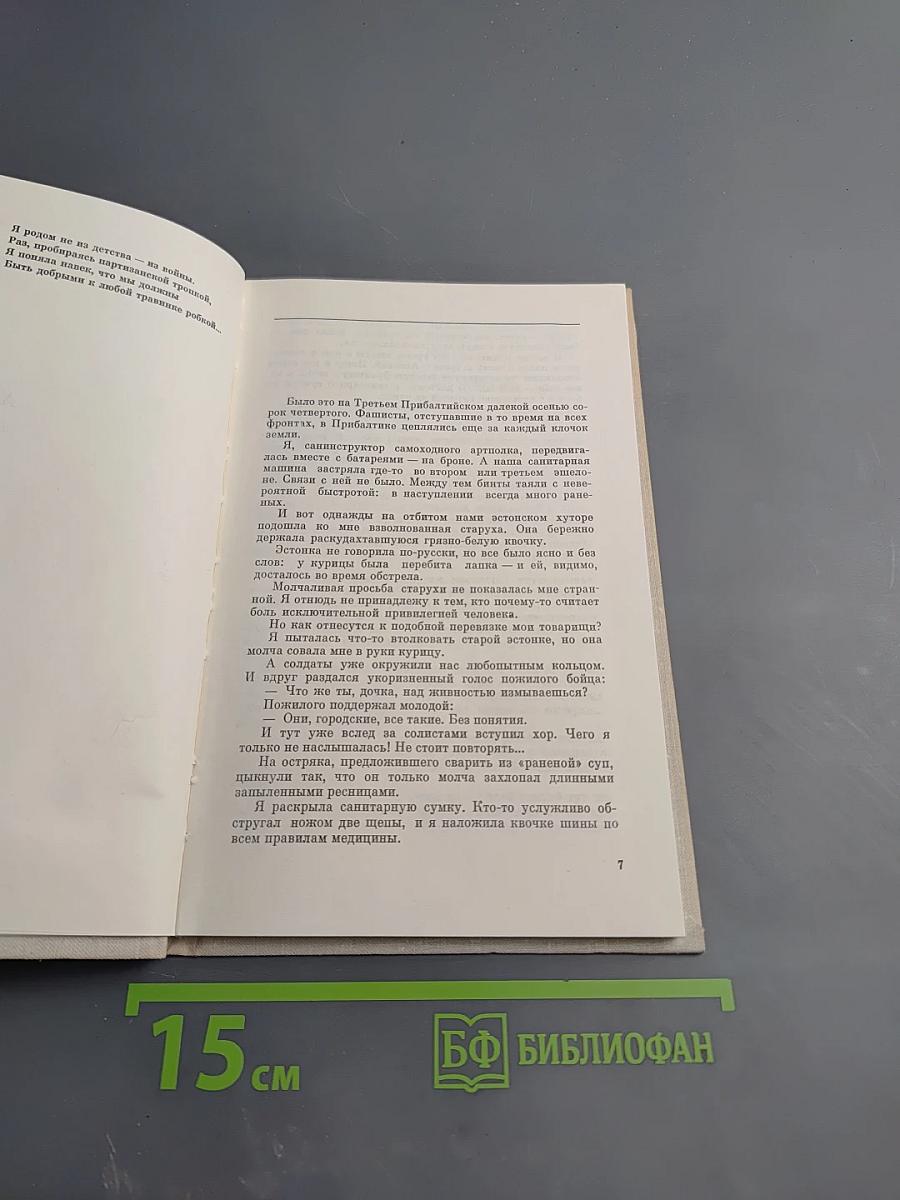 Я родом не из детства — из войны.
Раз, пробираясь партизанской тропкой,
Я поняла навек, что мы должны
Быть добрыми к любой травинке робкой...
Было это на Третьем Прибалтийском далекой осенью со-
рок четвертого. Фашисты, отступавшие в то время на всех
фронтах, в Прибалтике цеплялись еще за каждый клочок
земли.
Я, санинструктор самоходного артполка, передвига-
лась вместе с батареями — на броне. А наша санитарная
машина застряла где-то во втором или третьем эшело-
не. Связи с ней не было. Между тем бинты таяли с неве-
роятной быстротой: в наступлении всегда много ране-
ных.
И вот однажды на отбитом нами эстонском хуторе
подошла ко мне взволнованная старуха. Она бережно
держала раскудахтавшуюся грязно-белую квочку.
Эстонка не говорила по-русски, но все было ясно и без
слов: у курицы была перебита лапка — и ей, видимо,
досталось во время обстрела.
Молчаливая просьба старухи не показалась мне стран-
ной. Я отнюдь не принадлежу к тем, кто почему-то считает
боль исключительной привилегией человека.
Но как отнесутся к подобной перевязке мои товарищи?
Я пыталась что-то втолковать старой эстонке, но она
молча совала мне в руки курицу.
А солдаты уже окружили нас любопытным кольцом.
И вдруг раздался укоризненный голос пожилого бойца:
— Что же ты, дочка, над живностью измываешься?
Пожилого поддержал молодой:
— Они, городские, все такие. Без понятия.
И тут уже вслед за солистами вступил хор. Чего я
только не наслышалась! Не стоит повторять...
На остряка, предложившего сварить из «раненой» суп,
цыкнули так, что он только молча захлопал длинными
запыленными ресницами.
Я раскрыла санитарную сумку. Кто-то услужливо об-
стругал ножом две щепы, и я наложила квочке шины по
всем правилам медицины.
7
15 см
БФ БИБЛИОФАН